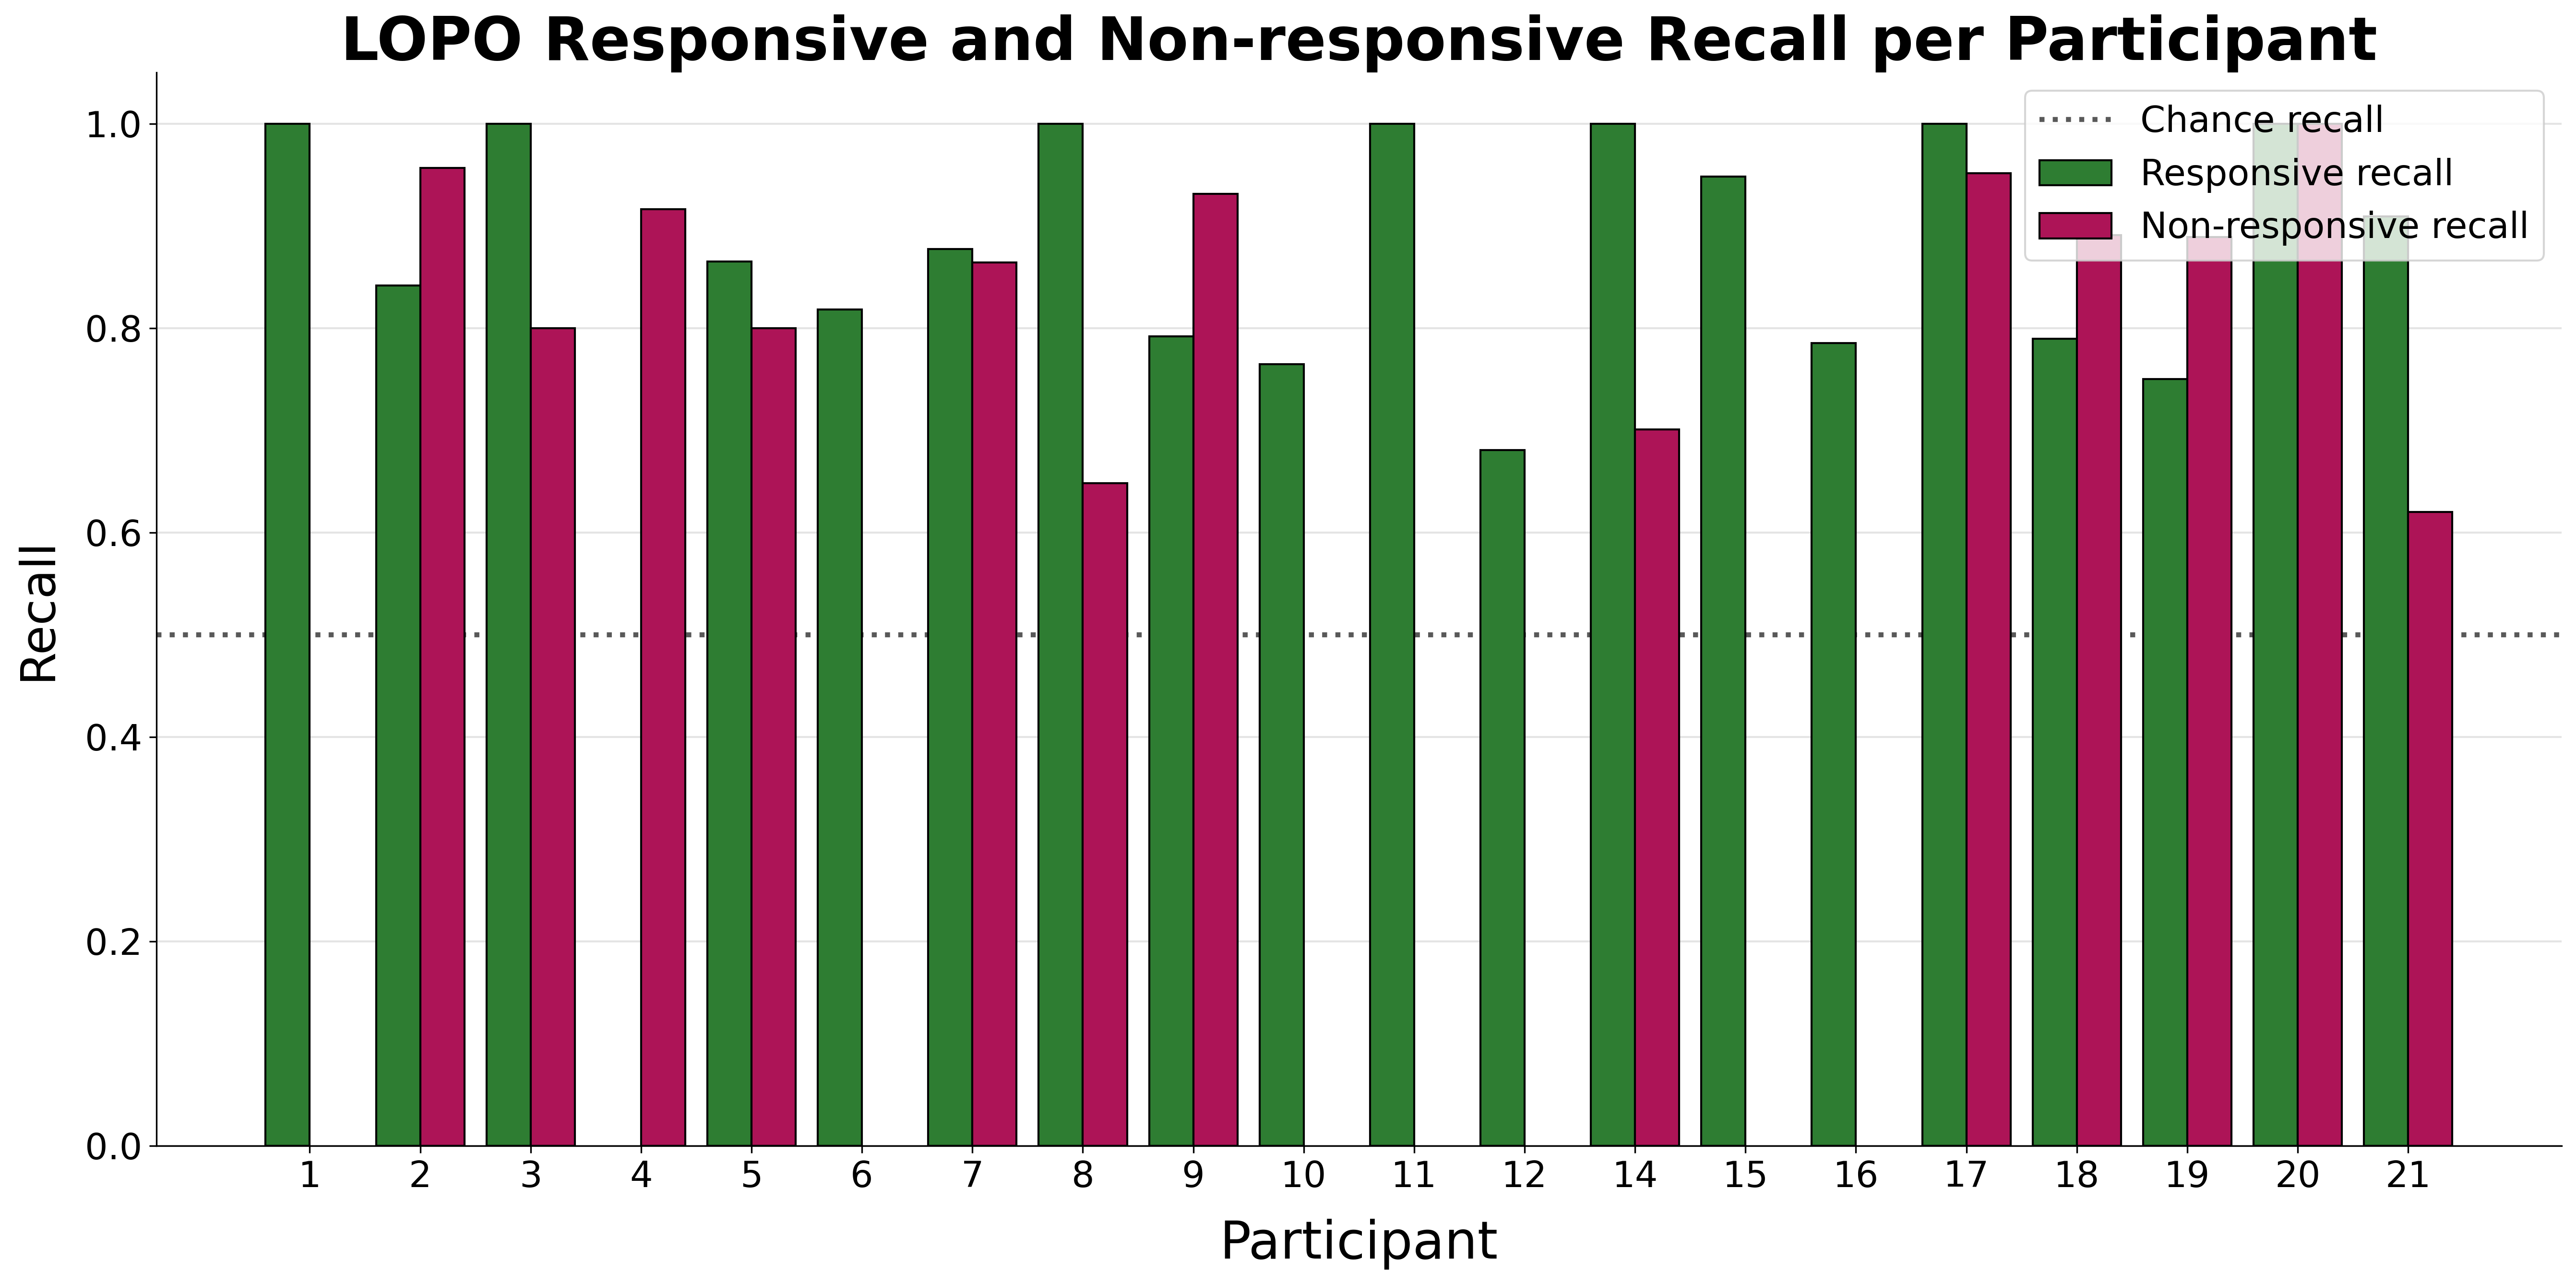 LOPO Responsive and Non-responsive Recall per Participant
Chance recall
Responsive recall
Non-responsive recall
1.0
0.8
0.6
0.4
0.2
0.0
Recall
1 2 3 4 5 6 7 8 9 10 11 12 14 15 16 17 18 19 20 21
Participant